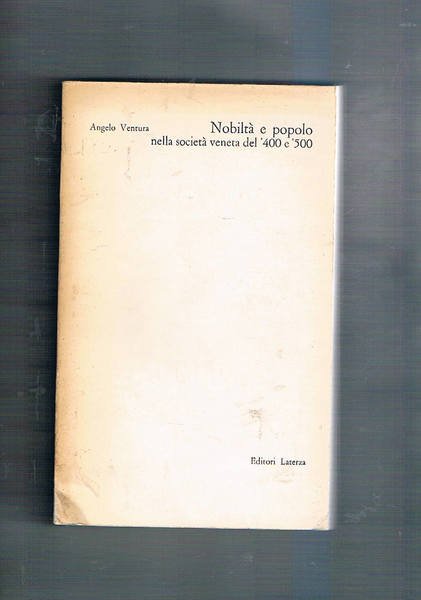 Angelo Ventura
Nobiltà e popolo
nella società veneta del '400 e '500
Editori Laterza